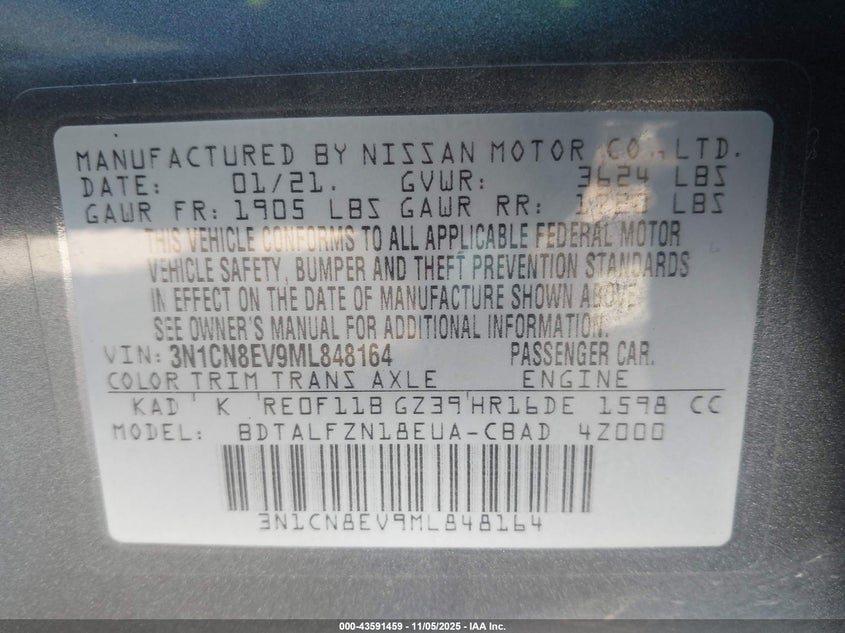 MANUFACTURED BY NISSAN MOTOR CO., LTD.
DATE: 01/21. GVWR: 3624 LBS
GAWR FR: 1905 LBS GAWR RR: LBS
THIS VEHICLE CONFORMS TO ALL APPLICABLE FEDERAL MOTOR
VEHICLE SAFETY, BUMPER AND THEFT PREVENTION STANDARDS
IN EFFECT ON THE DATE OF MANUFACTURE SHOWN ABOVE.
SEE OWNER'S MANUAL FOR ADDITIONAL INFORMATION.
VIN: 3N1CN8EV9ML848164 PASSENGER CAR.
COLOR TRIM TRANS AXLE ENGINE
KAD K RE0F11B GZ39 HR16DE 1598 CC
MODEL: BDTALFZN18EUA-CBAD 4Z000
3N1CN8EV9ML848164
000-43591459 - 11/05/2025 - IAA Inc.